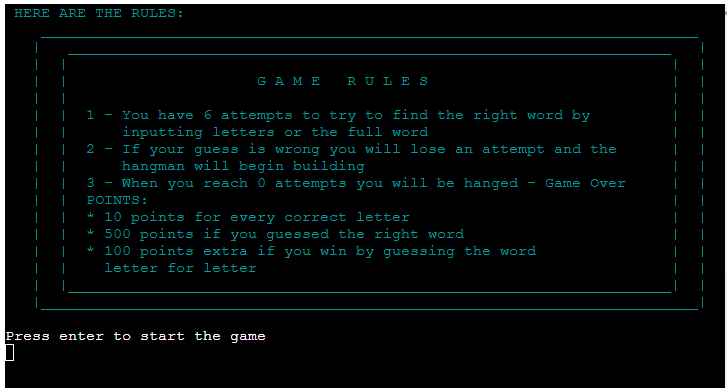 HERE ARE THE RULES:
G A M E   R U L E S
1 - You have 6 attempts to try to find the right word by
inputting letters or the full word
2 - If your guess is wrong you will lose an attempt and the
hangman will begin building
3 - When you reach 0 attempts you will be hanged - Game Over
POINTS:
* 10 points for every correct letter
* 500 points if you guessed the right word
* 100 points extra if you win by guessing the word
letter for letter
Press enter to start the game